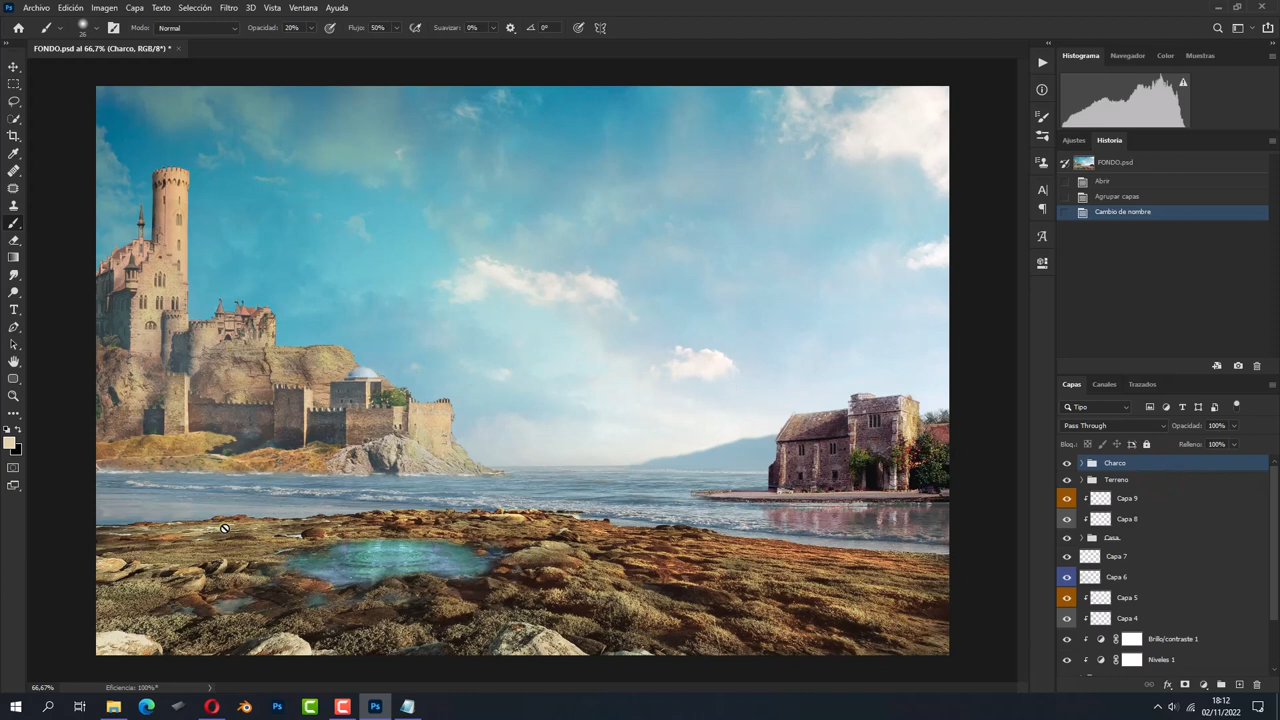 Archivo Edición Imagen Capa Texto Selección Filtro 3D Vista Ventana Ayuda
26 Modo: Normal Opacidad: 20% Flujo: 50% Suavizar: 0% 0°
FONDO.psd al 66,7% (Charco, RGB/8*) *
Histograma Navegador Color Muestras
Ajustes Historia
FONDO.psd
Abrir
Agrupar capas
Cambio de nombre
Capas Canales Trazados
Tipo
Pass Through Opacidad: 100%
Bloq.: Relleno: 100%
Charco
Terreno
Capa 9
Capa 8
Casa
Capa 7
Capa 6
Capa 5
Capa 4
Brillo/contraste 1
Niveles 1
66,67% Eficiencia: 100%*
18:12
02/11/2022